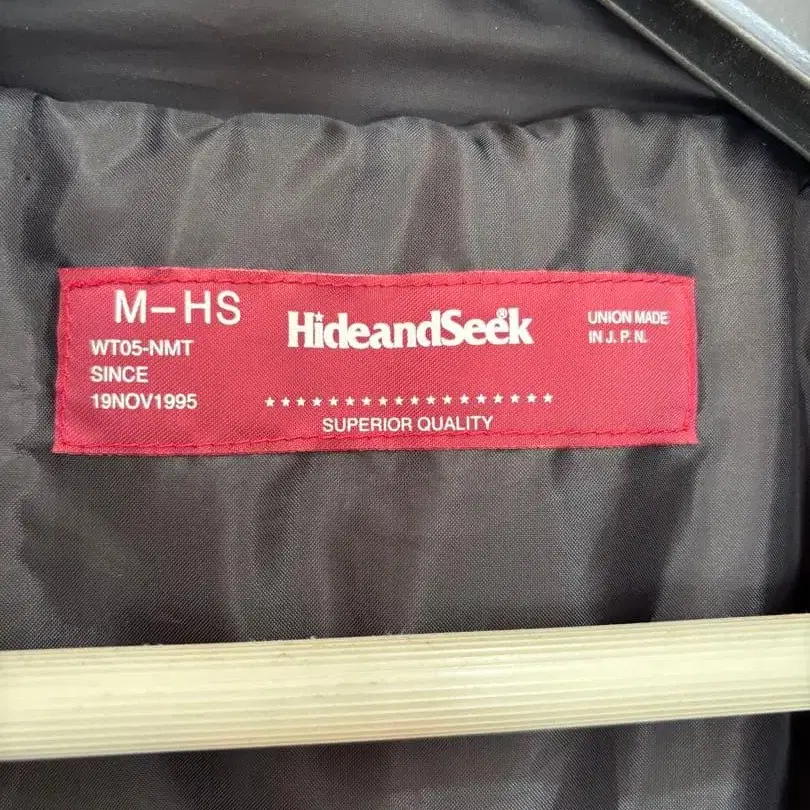 M-HS
WT05-NMT
SINCE
19NOV1995
HideandSeek®
★★★★★★★★★★★★★★★★★★
SUPERIOR QUALITY
UNION MADE
IN J. P. N.